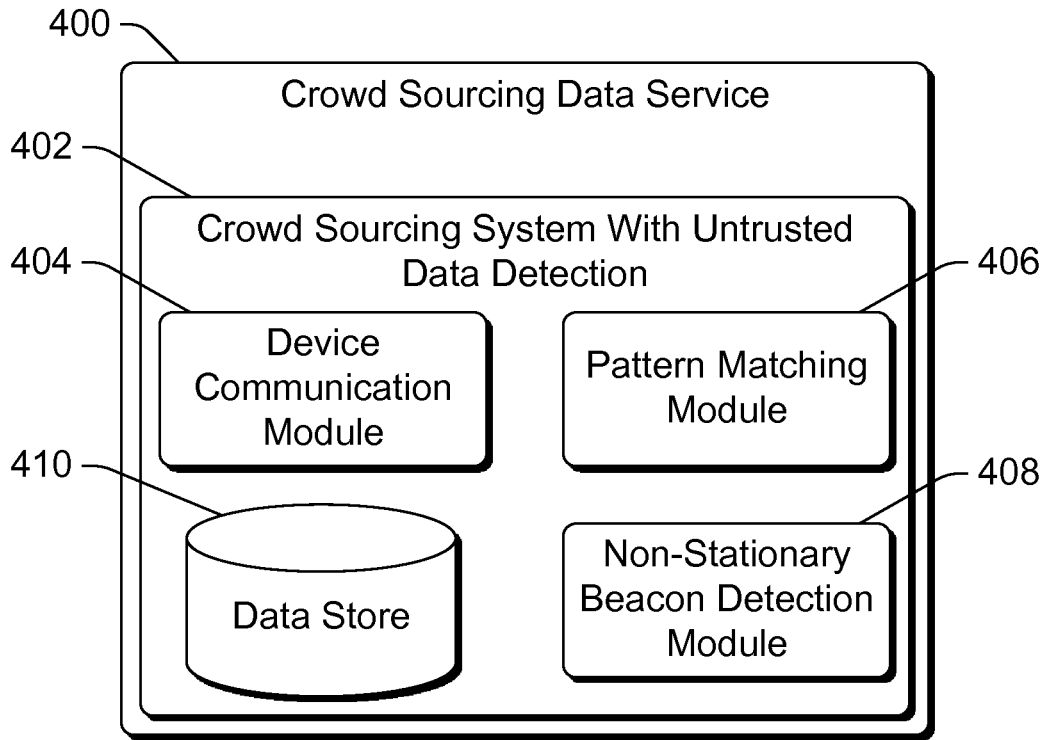 400
Crowd Sourcing Data Service
402
Crowd Sourcing System With Untrusted
Data Detection
404
406
Device
Communication
Module
Pattern Matching
Module
410
408
Data Store
Non-Stationary
Beacon Detection
Module